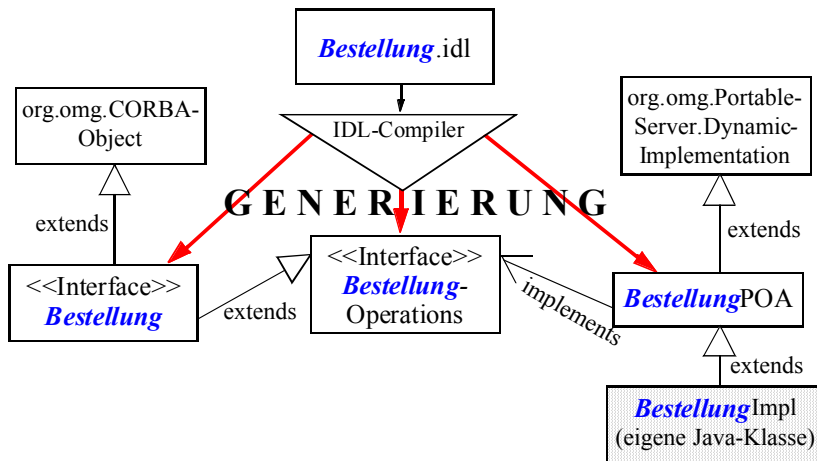 Bestellung.idl
org.omg.CORBA-
Object
IDL-Compiler
org.omg.Portable-
Server.Dynamic-
Implementation
GENERIERUNG
extends
extends
<<Interface>>
Bestellung
extends
<<Interface>>
Bestellung-
Operations
implements
BestellungPOA
extends
BestellungImpl
(eigene Java-Klasse)